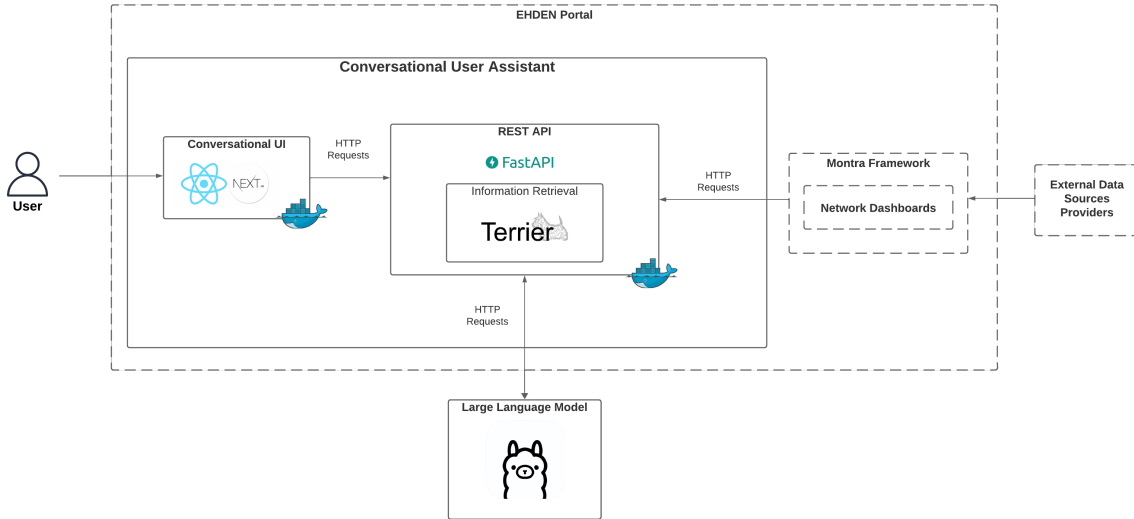 EHDEN Portal
Conversational User Assistant
Conversational UI
NEXT.JS
HTTP
Requests
REST API
FastAPI
Information Retrieval
Terrier
HTTP
Requests
Montra Framework
Network Dashboards
External Data
Sources
Providers
User
HTTP
Requests
Large Language Model